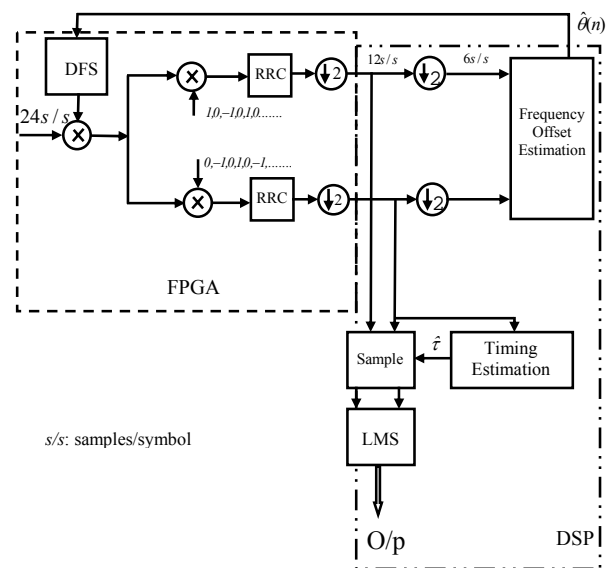 θ̂(n)
DFS
24s / s
RRC
↓2
12s / s
↓2
6s / s
1,0,–1,0,1,0.......
Frequency
Offset
Estimation
0,–1,0,1,0,–1,.......
RRC
↓2
↓2
FPGA
τ̂
Sample
Timing
Estimation
s/s: samples/symbol
LMS
O/p
DSP